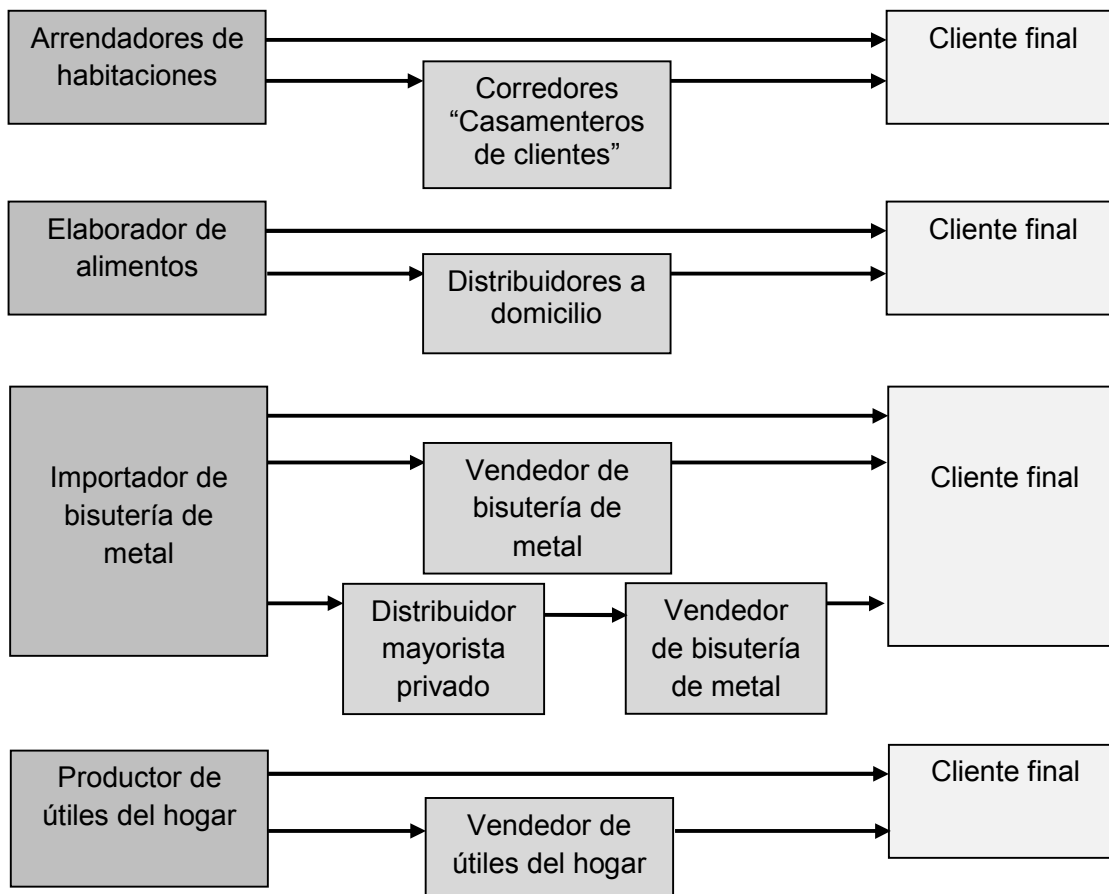 Arrendadores de
habitaciones
Corredores
“Casamenteros
de clientes”
Cliente final
Elaborador de
alimentos
Distribuidores a
domicilio
Cliente final
Importador de
bisutería de
metal
Vendedor de
bisutería de
metal
Distribuidor
mayorista
privado
Vendedor
de bisutería
de metal
Cliente final
Productor de
útiles del hogar
Vendedor de
útiles del hogar
Cliente final